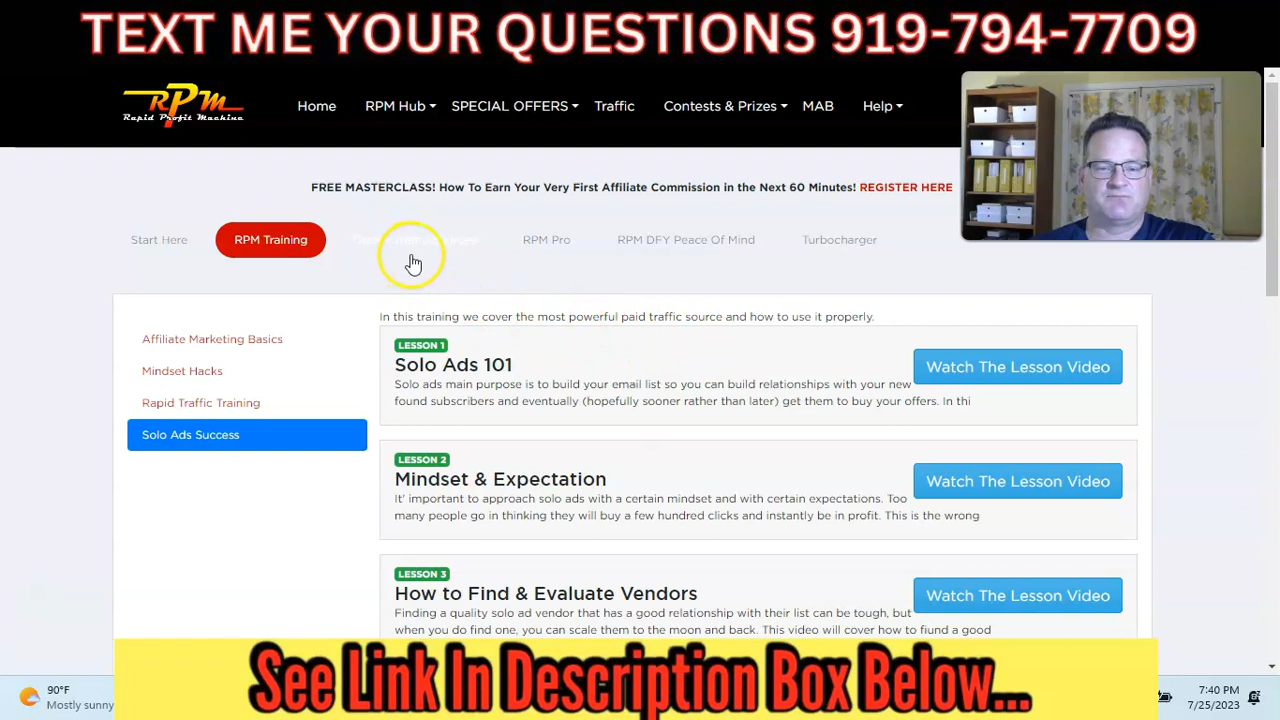 TEXT ME YOUR QUESTIONS 919-794-7709
RPM
Rapid Profit Machine
Home
RPM Hub
SPECIAL OFFERS
Traffic
Contests & Prizes
MAB
Help
FREE MASTERCLASS! How To Earn Your Very First Affiliate Commission in the Next 60 Minutes! REGISTER HERE
Start Here
RPM Training
RPM Pro
RPM DFY Peace Of Mind
Turbocharger
Affiliate Marketing Basics
Mindset Hacks
Rapid Traffic Training
Solo Ads Success
In this training we cover the most powerful paid traffic source and how to use it properly.
LESSON 1
Solo Ads 101
Solo ads main purpose is to build your email list so you can build relationships with your new
found subscribers and eventually (hopefully sooner rather than later) get them to buy your offers. In thi
Watch The Lesson Video
LESSON 2
Mindset & Expectation
It' important to approach solo ads with a certain mindset and with certain expectations. Too
many people go in thinking they will buy a few hundred clicks and instantly be in profit. This is the wrong
Watch The Lesson Video
LESSON 3
How to Find & Evaluate Vendors
Finding a quality solo ad vendor that has a good relationship with their list can be tough, but
when you do find one, you can scale them to the moon and back. This video will cover how to fiund a good
Watch The Lesson Video
See Link In Description Box Below...
90°F
Mostly sunny
7:40 PM
7/25/2023